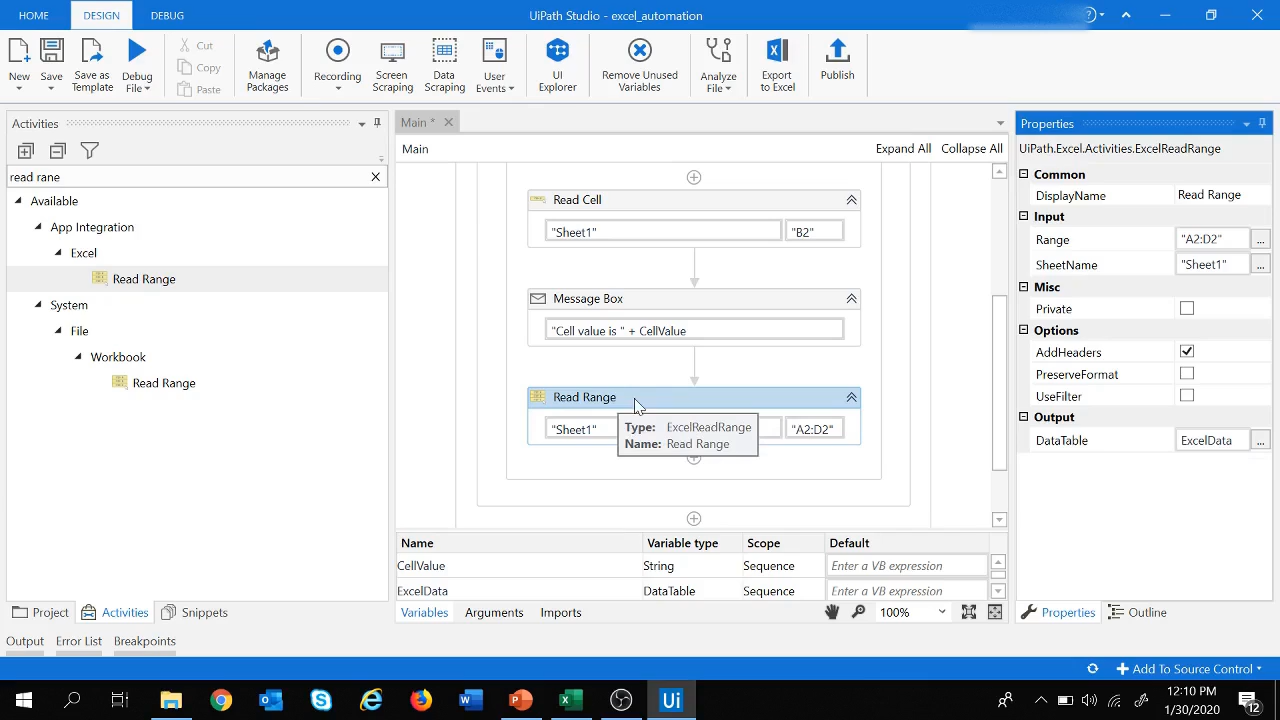 HOME DESIGN DEBUG
UiPath Studio - excel_automation
New
Save
Save as Template
Debug File
Cut
Copy
Paste
Manage Packages
Recording
Screen Scraping
Data Scraping
User Events
UI Explorer
Remove Unused Variables
Analyze File
Export to Excel
Publish
Activities
read rane
Available
App Integration
Excel
Read Range
System
File
Workbook
Read Range
Project Activities Snippets
Main *
Main Expand All Collapse All
Read Cell
"Sheet1" "B2"
Message Box
"Cell value is " + CellValue
Read Range
"Sheet1" "A2:D2"
Type: ExcelReadRange
Name: Read Range
Name Variable type Scope Default
CellValue String Sequence Enter a VB expression
ExcelData DataTable Sequence Enter a VB expression
Variables Arguments Imports 100%
Properties
UiPath.Excel.Activities.ExcelReadRange
Common
DisplayName Read Range
Input
Range "A2:D2" ...
SheetName "Sheet1" ...
Misc
Private
Options
AddHeaders
PreserveFormat
UseFilter
Output
DataTable ExcelData ...
Properties Outline
Output Error List Breakpoints
Add To Source Control
12:10 PM
1/30/2020
12